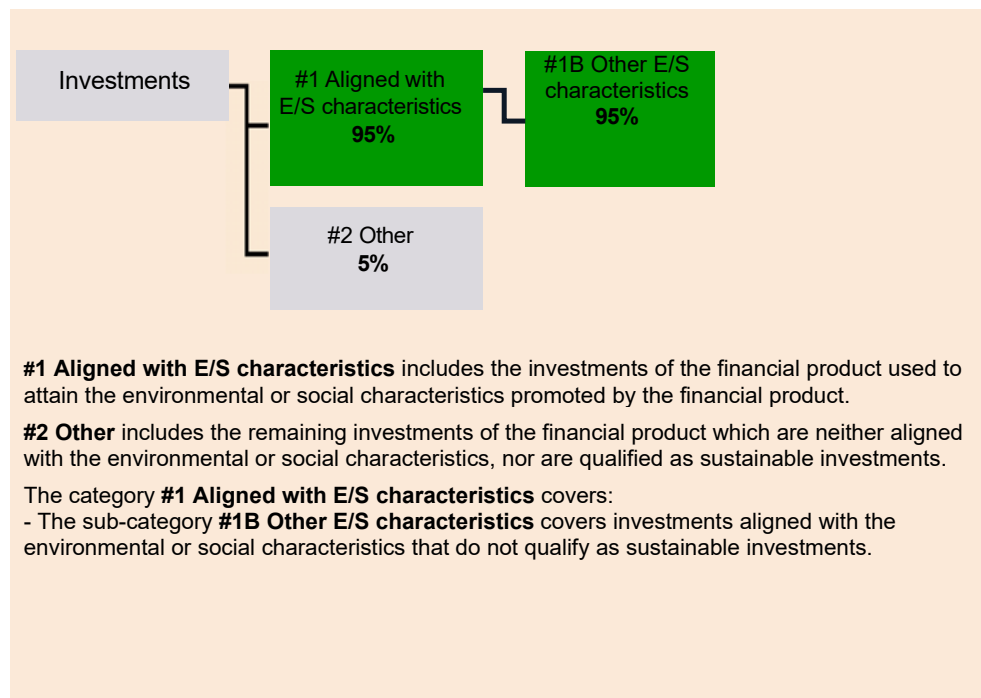 Investments
#1 Aligned with
E/S characteristics
95%
#1B Other E/S
characteristics
95%
#2 Other
5%
#1 Aligned with E/S characteristics includes the investments of the financial product used to
attain the environmental or social characteristics promoted by the financial product.
#2 Other includes the remaining investments of the financial product which are neither aligned
with the environmental or social characteristics, nor are qualified as sustainable investments.
The category #1 Aligned with E/S characteristics covers:
- The sub-category #1B Other E/S characteristics covers investments aligned with the
environmental or social characteristics that do not qualify as sustainable investments.